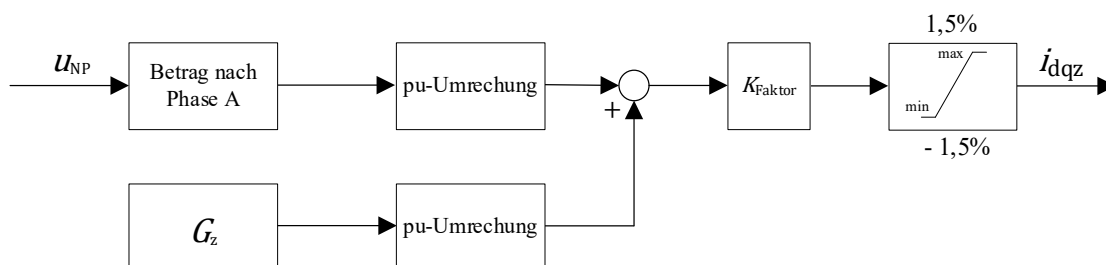 1,5%
u_NP
Betrag nach
Phase A
pu-Umrechung
+
K_Faktor
max
min
i_dqz
- 1,5%
G_z
pu-Umrechung